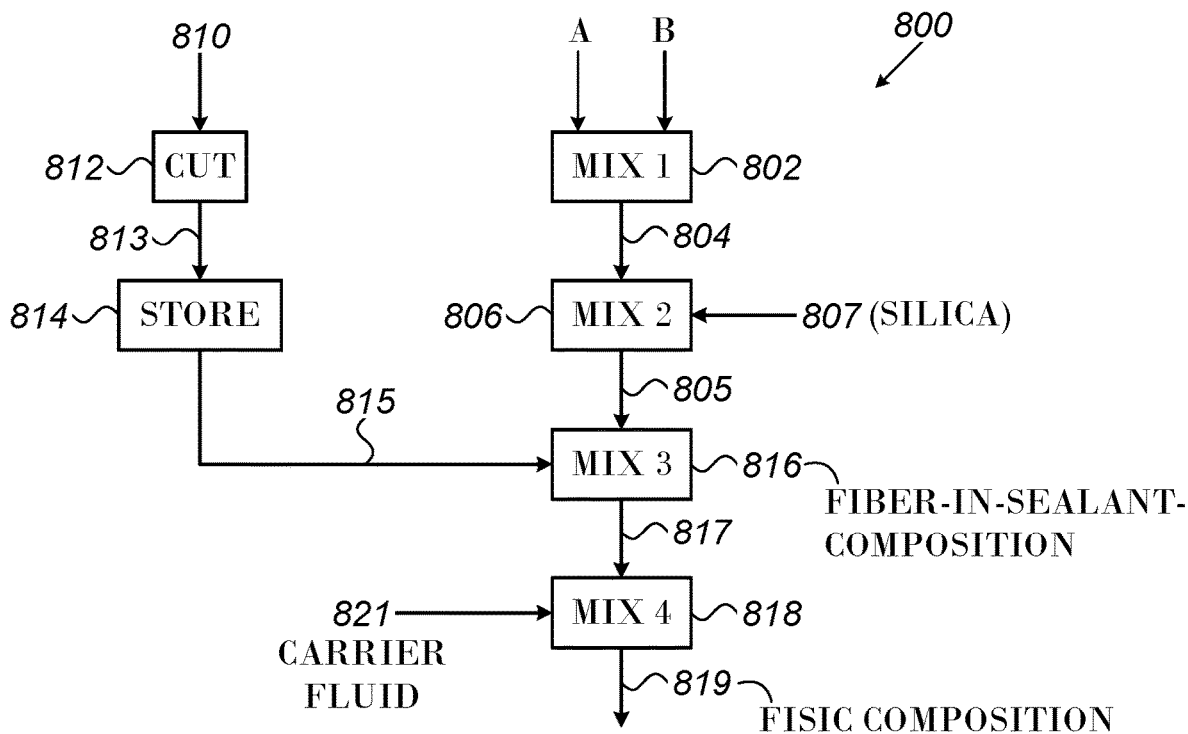 810
A B
800
812 CUT
MIX 1 802
813
804
814 STORE
806 MIX 2
807 (SILICA)
805
815
MIX 3 816
FIBER-IN-SEALANT-
COMPOSITION
817
821
CARRIER
FLUID
MIX 4 818
819
FISIC COMPOSITION